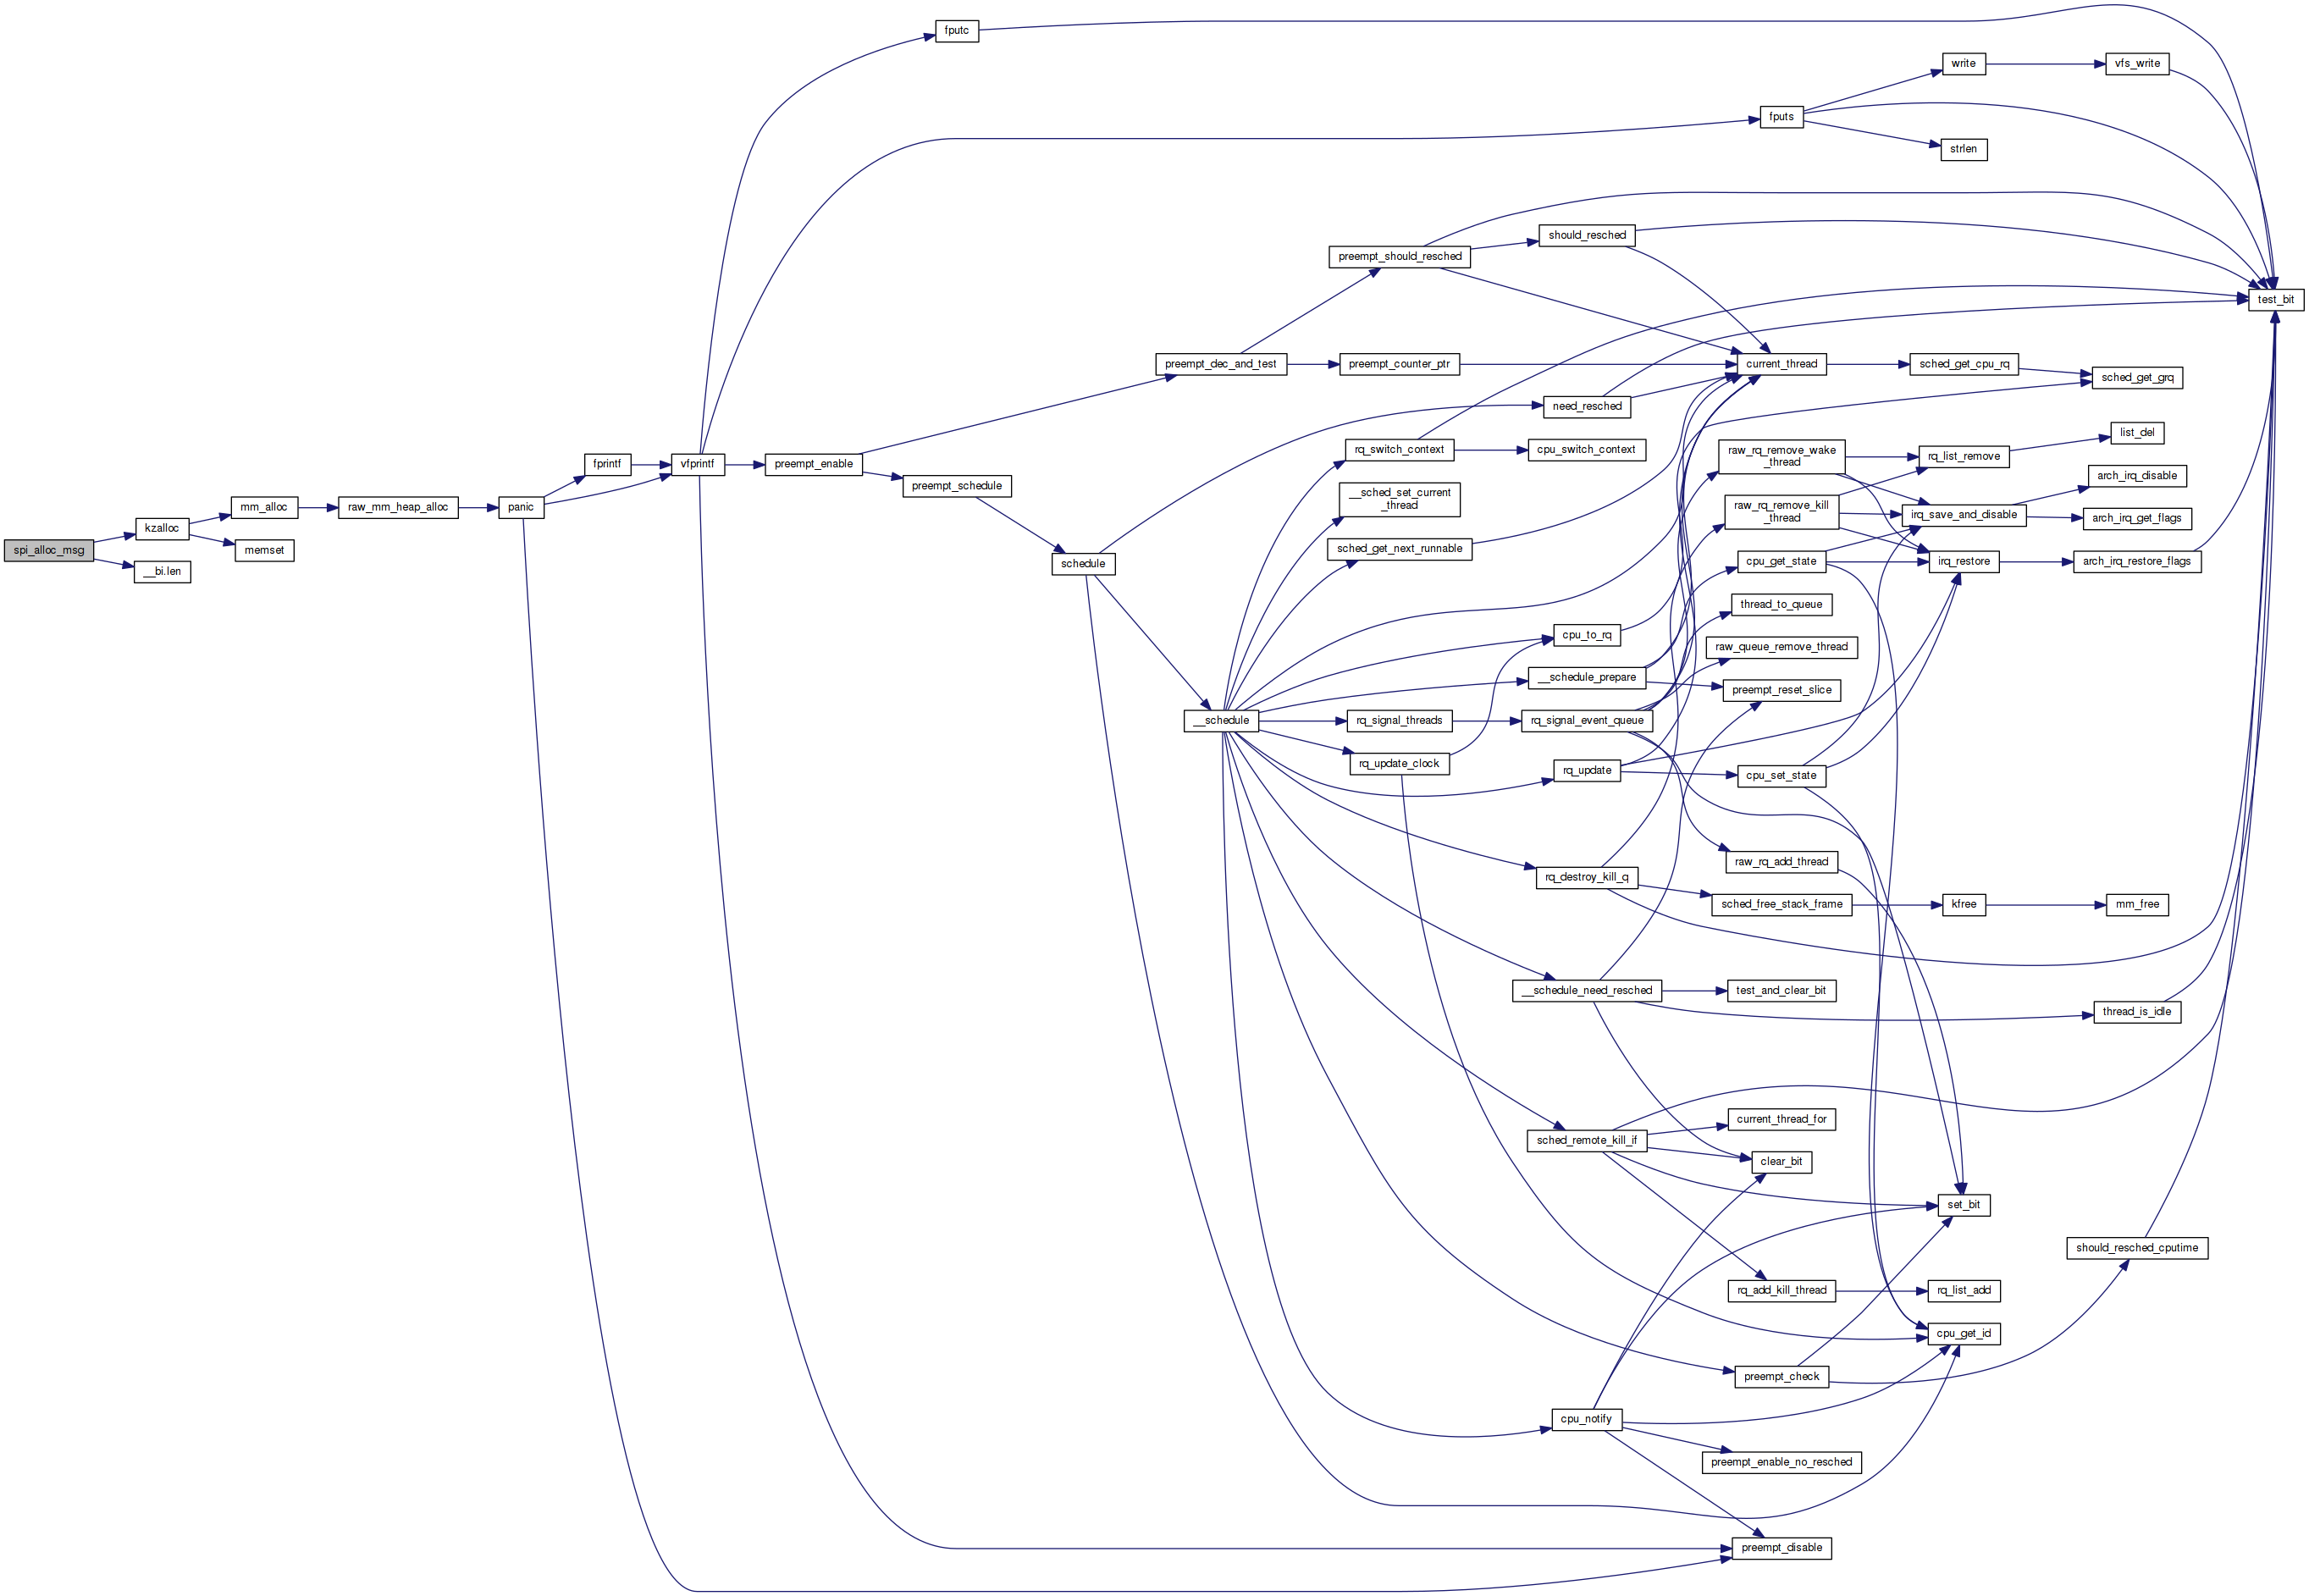 fputc
write
vfs_write
fputs
strlen
should_resched
preempt_should_resched
test_bit
preempt_dec_and_test
preempt_counter_ptr
current_thread
sched_get_cpu_rq
sched_get_grq
need_resched
list_del
rq_switch_context
cpu_switch_context
raw_rq_remove_wake
_thread
rq_list_remove
fprintf
vfprintf
preempt_enable
arch_irq_disable
preempt_schedule
__sched_set_current
_thread
raw_rq_remove_kill
_thread
irq_save_and_disable
arch_irq_get_flags
mm_alloc
raw_mm_heap_alloc
panic
kzalloc
spi_alloc_msg
memset
__bi.len
schedule
sched_get_next_runnable
cpu_get_state
irq_restore
arch_irq_restore_flags
thread_to_queue
cpu_to_rq
raw_queue_remove_thread
__schedule_prepare
preempt_reset_slice
__schedule
rq_signal_threads
rq_signal_event_queue
rq_update_clock
rq_update
cpu_set_state
raw_rq_add_thread
rq_destroy_kill_q
sched_free_stack_frame
kfree
mm_free
__schedule_need_resched
test_and_clear_bit
thread_is_idle
current_thread_for
sched_remote_kill_if
clear_bit
set_bit
should_resched_cputime
rq_add_kill_thread
rq_list_add
cpu_get_id
preempt_check
cpu_notify
preempt_enable_no_resched
preempt_disable